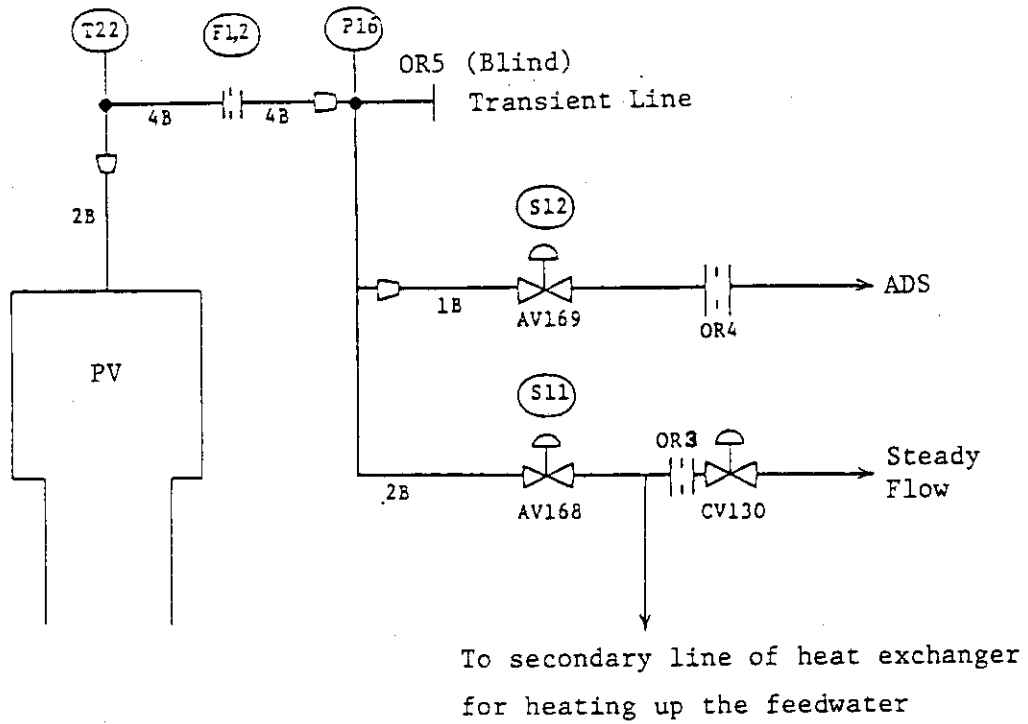 T22
F1,2
P16
OR5 (Blind)
Transient Line
4B
4B
2B
S12
1B
AV169
OR4
ADS
PV
S11
OR3
Steady
Flow
.2B
AV168
CV130
To secondary line of heat exchanger
for heating up the feedwater